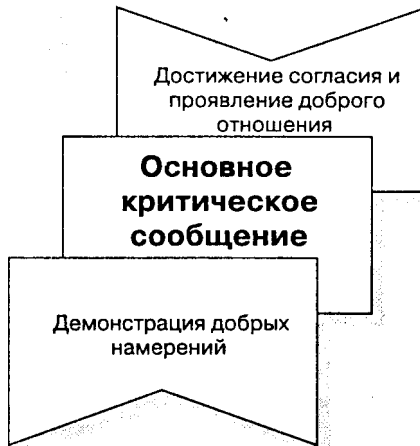 Достижение согласия и
проявление доброго
отношения
Основное
критическое
сообщение
Демонстрация добрых
намерений